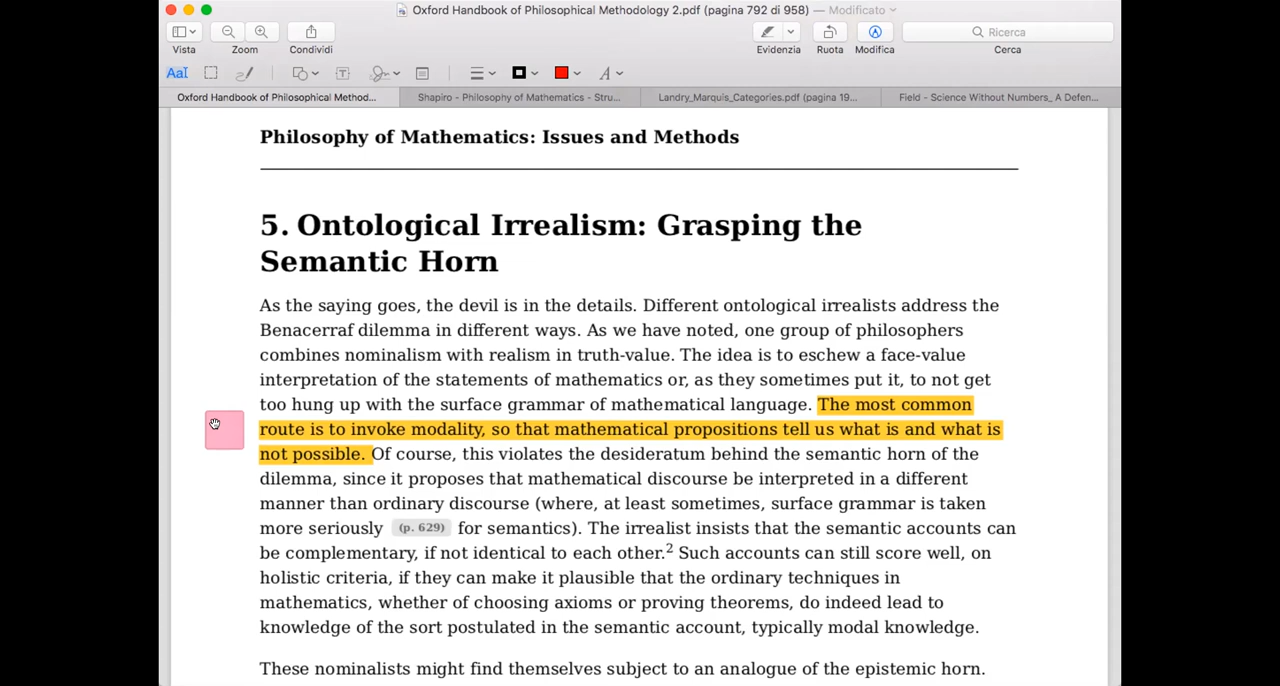 Oxford Handbook of Philosophical Methodology 2.pdf (pagina 792 di 958) — Modificato
Ricerca
Vista
Zoom
Condividi
Evidenzia
Ruota
Modifica
Cerca
AaI
T
A
Oxford Handbook of Philosophical Method...
Shapiro - Philosophy of Mathematics - Stru...
Landry_Marquis_Categories.pdf (pagina 19...
Field - Science Without Numbers_ A Defen...
Philosophy of Mathematics: Issues and Methods
5. Ontological Irrealism: Grasping the
Semantic Horn
As the saying goes, the devil is in the details. Different ontological irrealists address the
Benacerraf dilemma in different ways. As we have noted, one group of philosophers
combines nominalism with realism in truth-value. The idea is to eschew a face-value
interpretation of the statements of mathematics or, as they sometimes put it, to not get
too hung up with the surface grammar of mathematical language. The most common
route is to invoke modality, so that mathematical propositions tell us what is and what is
not possible. Of course, this violates the desideratum behind the semantic horn of the
dilemma, since it proposes that mathematical discourse be interpreted in a different
manner than ordinary discourse (where, at least sometimes, surface grammar is taken
more seriously (p. 629) for semantics). The irrealist insists that the semantic accounts can
be complementary, if not identical to each other.2 Such accounts can still score well, on
holistic criteria, if they can make it plausible that the ordinary techniques in
mathematics, whether of choosing axioms or proving theorems, do indeed lead to
knowledge of the sort postulated in the semantic account, typically modal knowledge.
These nominalists might find themselves subject to an analogue of the epistemic horn.